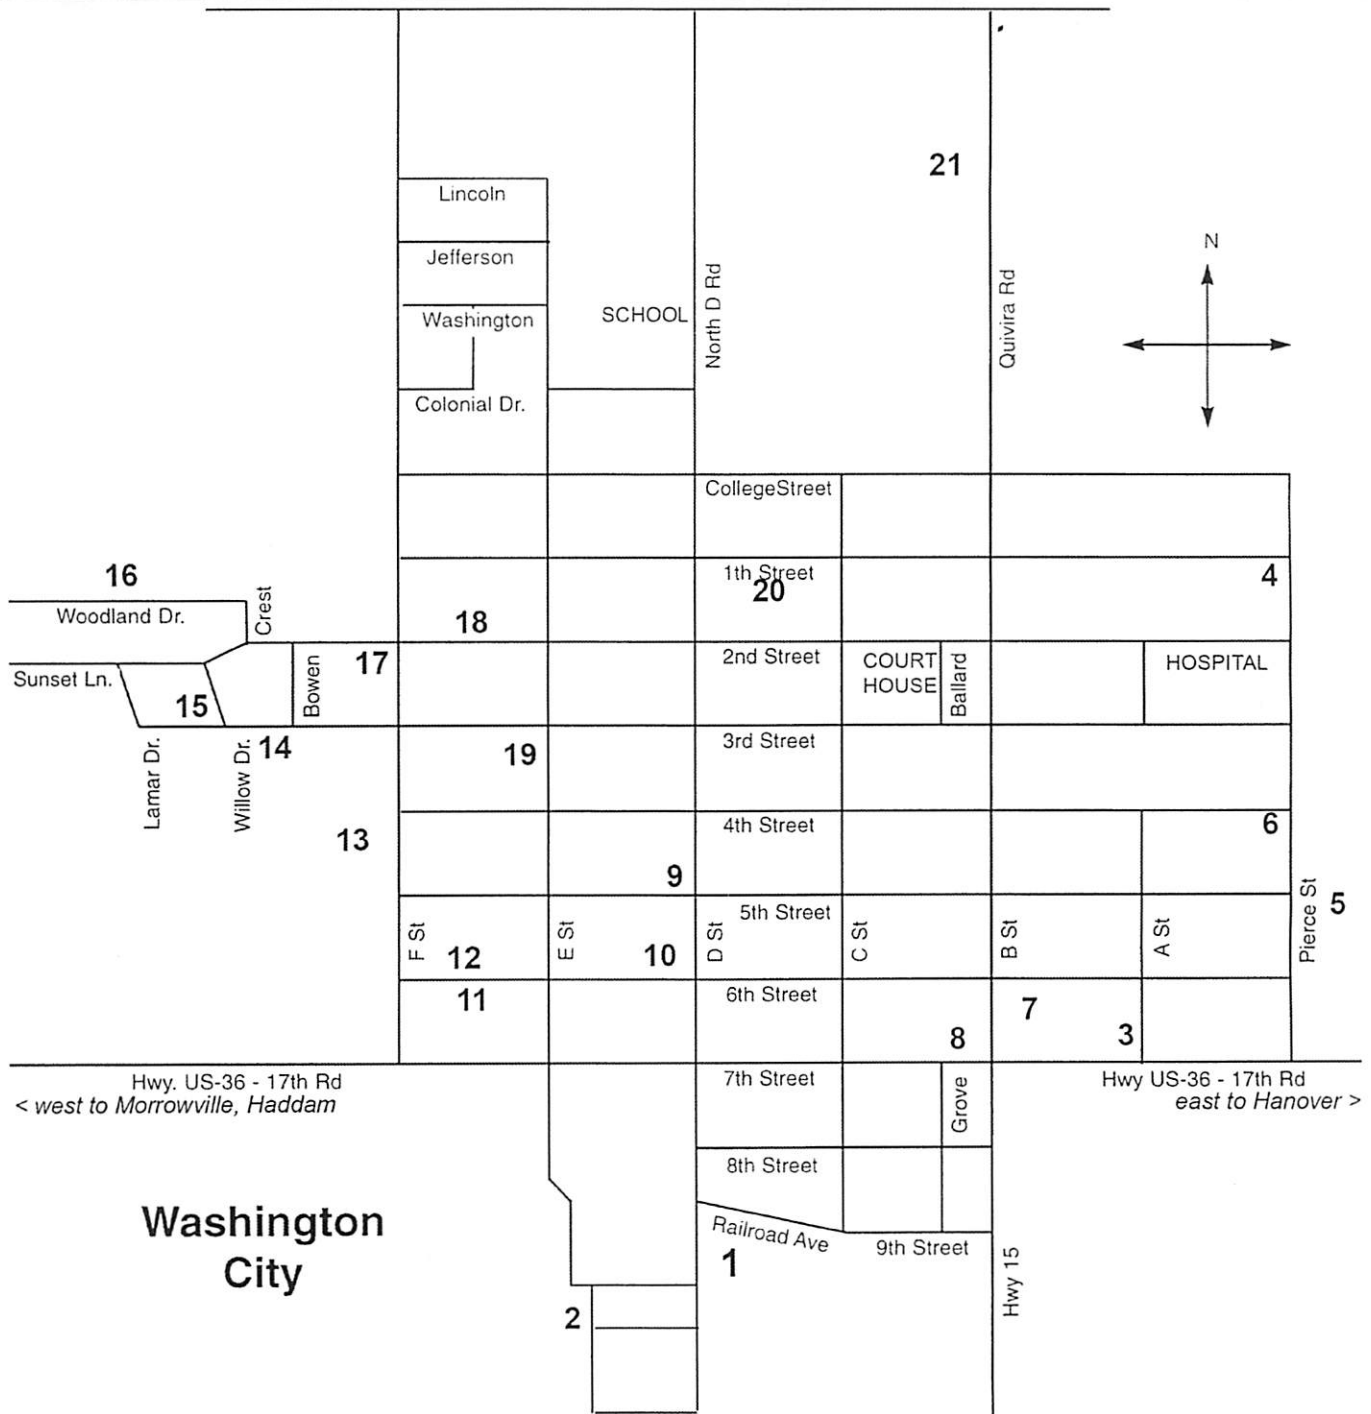 21
Lincoln
N
Jefferson
North D Rd
Quivira Rd
Washington
SCHOOL
Colonial Dr.
CollegeStreet
16
1th Street
4
20
Woodland Dr.
Crest
18
17
2nd Street
COURT
HOUSE
Ballard
HOSPITAL
Sunset Ln.
Bowen
15
14
19
3rd Street
Lamar Dr.
Willow Dr.
13
4th Street
6
9
5th Street
5
Pierce St
F St
12
E St
10
D St
C St
B St
A St
11
6th Street
7
8
3
Hwy. US-36 - 17th Rd
< west to Morrowville, Haddam
7th Street
Grove
Hwy US-36 - 17th Rd
east to Hanover >
8th Street
Washington
City
Railroad Ave
9th Street
1
Hwy 15
2